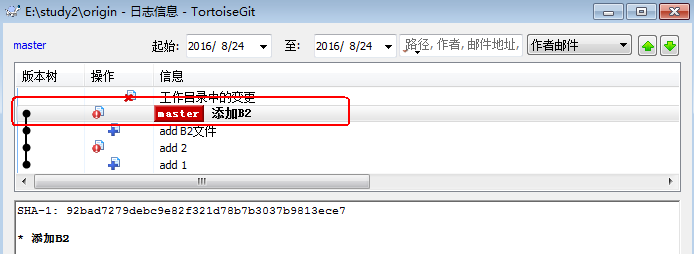 E:\study2\origin - 日志信息 - TortoiseGit
master 起始: 2016/ 8/24 至: 2016/ 8/24 路径, 作者, 邮件地址, 作者邮件
版本树 操作 信息
工作目录中的变更
master 添加B2
add B2文件
add 2
add 1
SHA-1: 92bad7279debc9e82f321d78b7b3037b9813ece7
* 添加B2